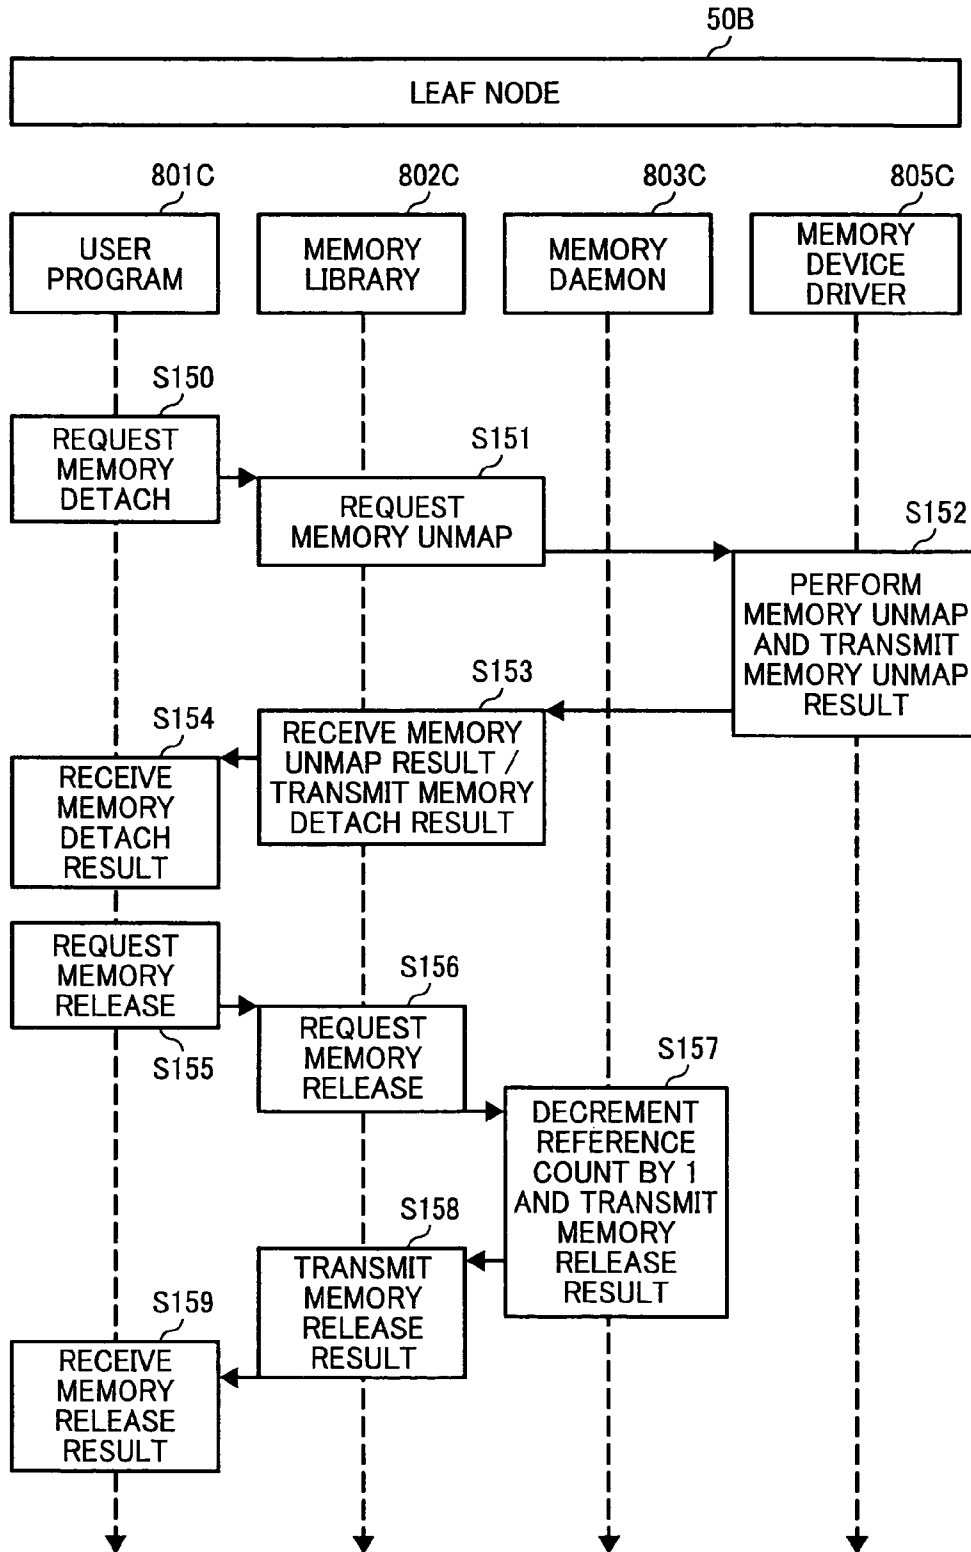 50B
LEAF NODE
801C
802C
803C
805C
USER
PROGRAM
MEMORY
LIBRARY
MEMORY
DAEMON
MEMORY
DEVICE
DRIVER
S150
REQUEST
MEMORY
DETACH
S151
REQUEST
MEMORY UNMAP
S152
PERFORM
MEMORY UNMAP
AND TRANSMIT
MEMORY UNMAP
RESULT
S153
RECEIVE MEMORY
UNMAP RESULT /
TRANSMIT MEMORY
DETACH RESULT
S154
RECEIVE
MEMORY
DETACH
RESULT
REQUEST
MEMORY
RELEASE
S155
S156
REQUEST
MEMORY
RELEASE
S157
DECREMENT
REFERENCE
COUNT BY 1
AND TRANSMIT
MEMORY
RELEASE
RESULT
S158
TRANSMIT
MEMORY
RELEASE
RESULT
S159
RECEIVE
MEMORY
RELEASE
RESULT